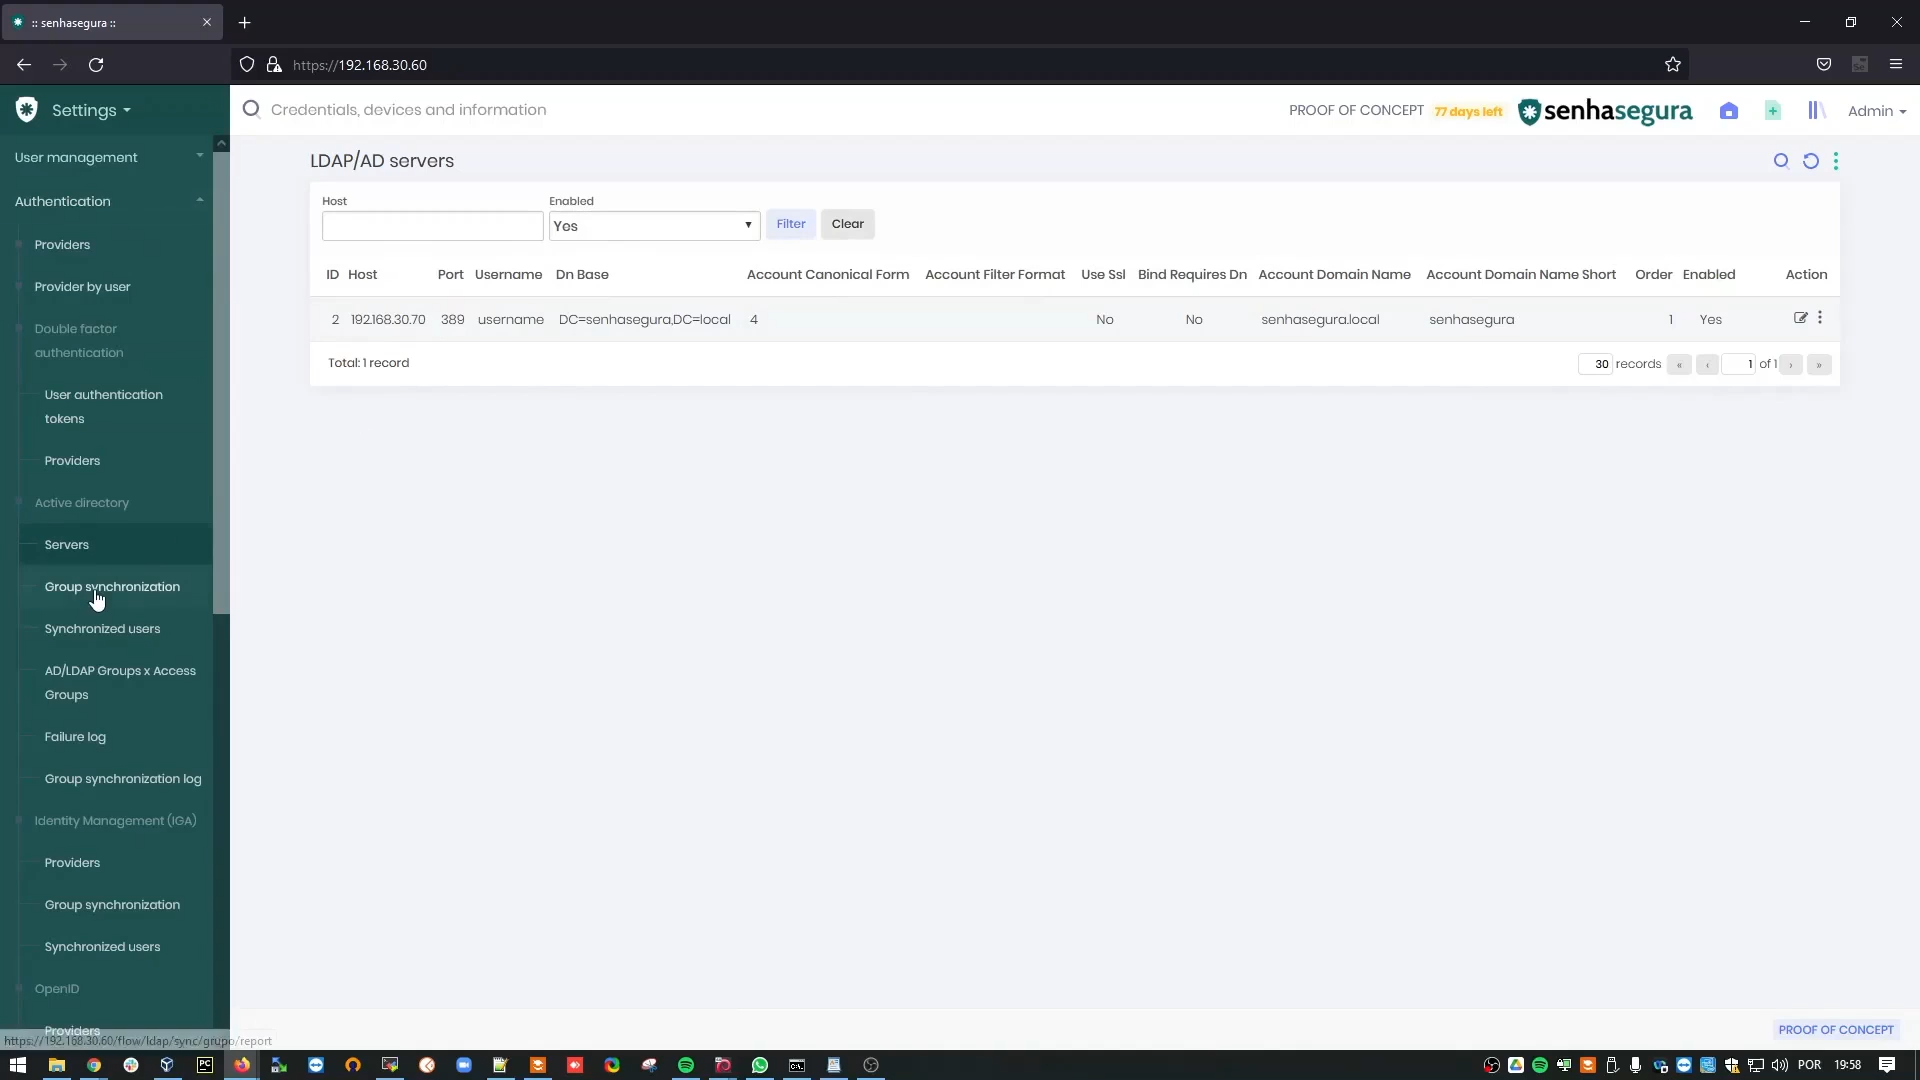 :: senhasegura ::
https://192.168.30.60
Settings
Credentials, devices and information
PROOF OF CONCEPT 77 days left senhasegura Admin
User management
Authentication
Providers
Provider by user
Double factor
authentication
User authentication
tokens
Providers
Active directory
Servers
Group synchronization
Synchronized users
AD/LDAP Groups x Access
Groups
Failure log
Group synchronization log
Identity Management (IGA)
Providers
Group synchronization
Synchronized users
OpenID
Providers
https://192.168.30.60/flow/ldap/sync/grupo/report
LDAP/AD servers
Host Enabled
Yes Filter Clear
ID Host Port Username Dn Base Account Canonical Form Account Filter Format Use Ssl Bind Requires Dn Account Domain Name Account Domain Name Short Order Enabled Action
2 192.168.30.70 389 username DC=senhasegura,DC=local 4 No No senhasegura.local senhasegura 1 Yes
Total: 1 record 30 records « ‹ 1 of 1 › »
PROOF OF CONCEPT
POR 19:58